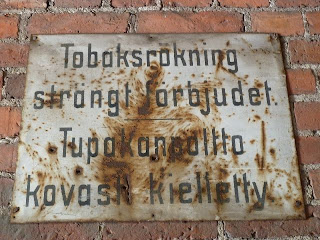 Tobaksrökning
strängt förbjudet.
Tupakanpoltto
kovasti kielletty.